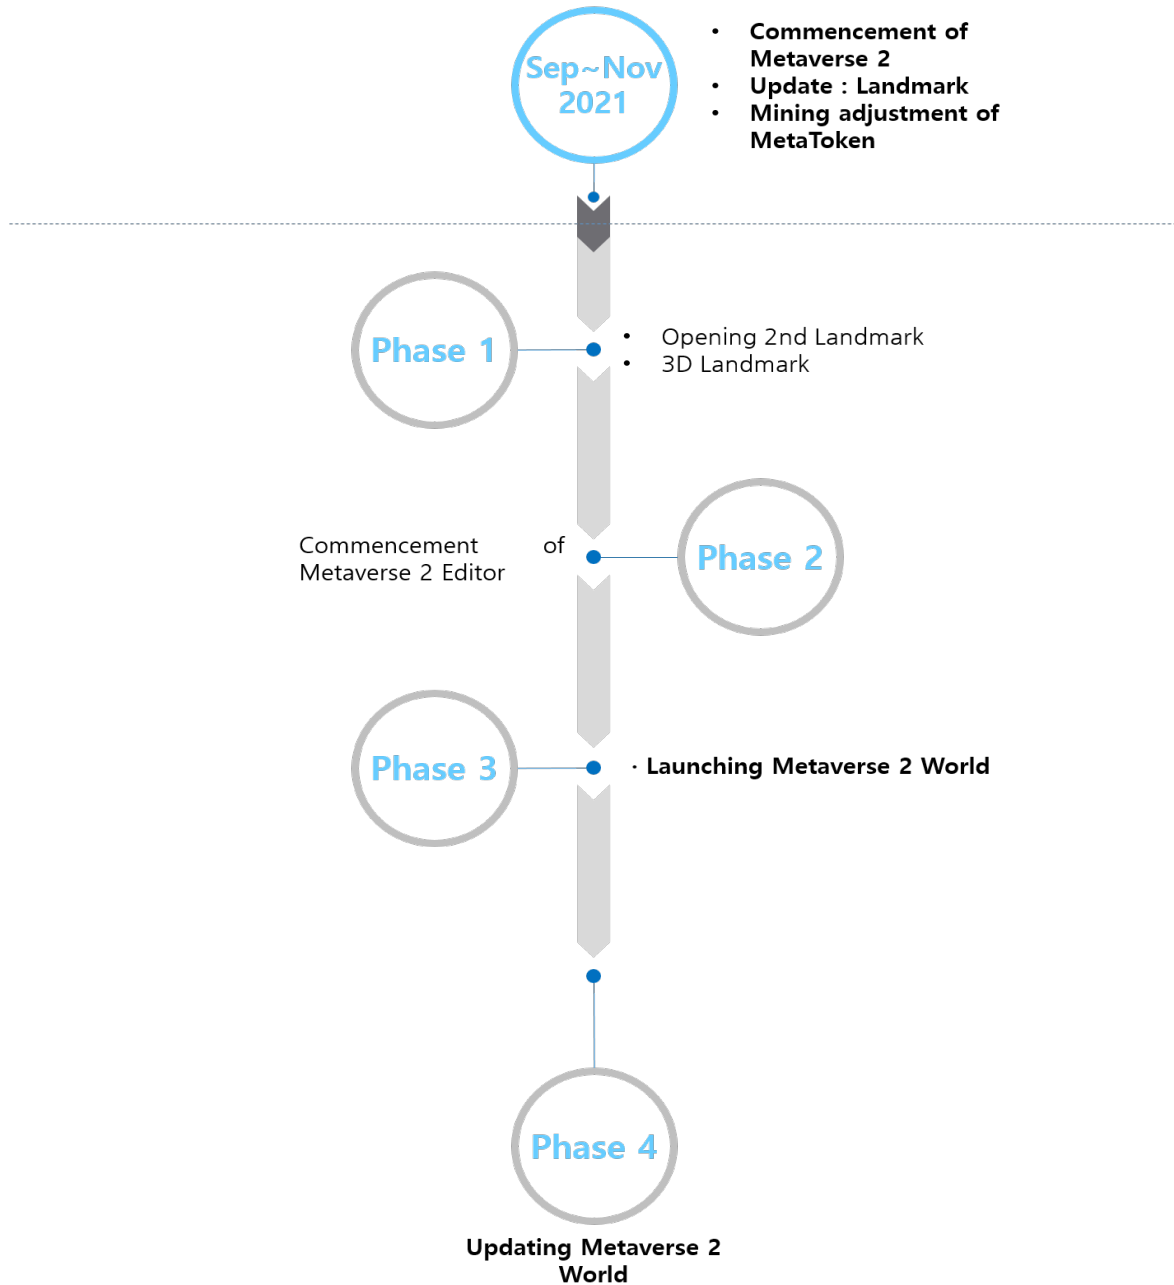 Sep~Nov
2021
• Commencement of
Metaverse 2
• Update : Landmark
• Mining adjustment of
MetaToken
Phase 1
• Opening 2nd Landmark
• 3D Landmark
Commencement of
Metaverse 2 Editor
Phase 2
Phase 3
· Launching Metaverse 2 World
Phase 4
Updating Metaverse 2
World